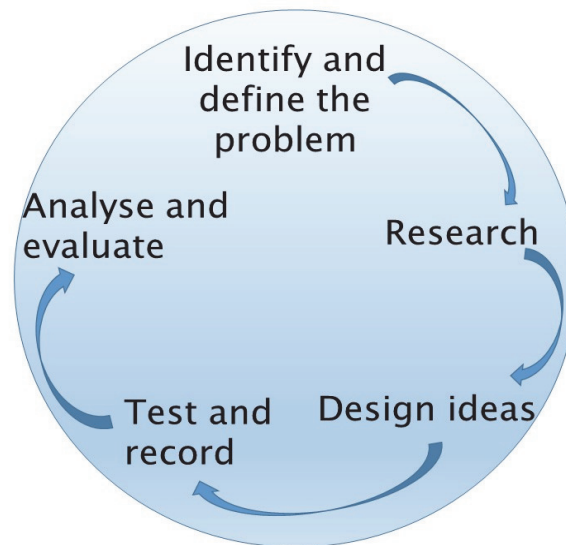 Identify and
define the
problem
Research
Design ideas
Test and
record
Analyse and
evaluate